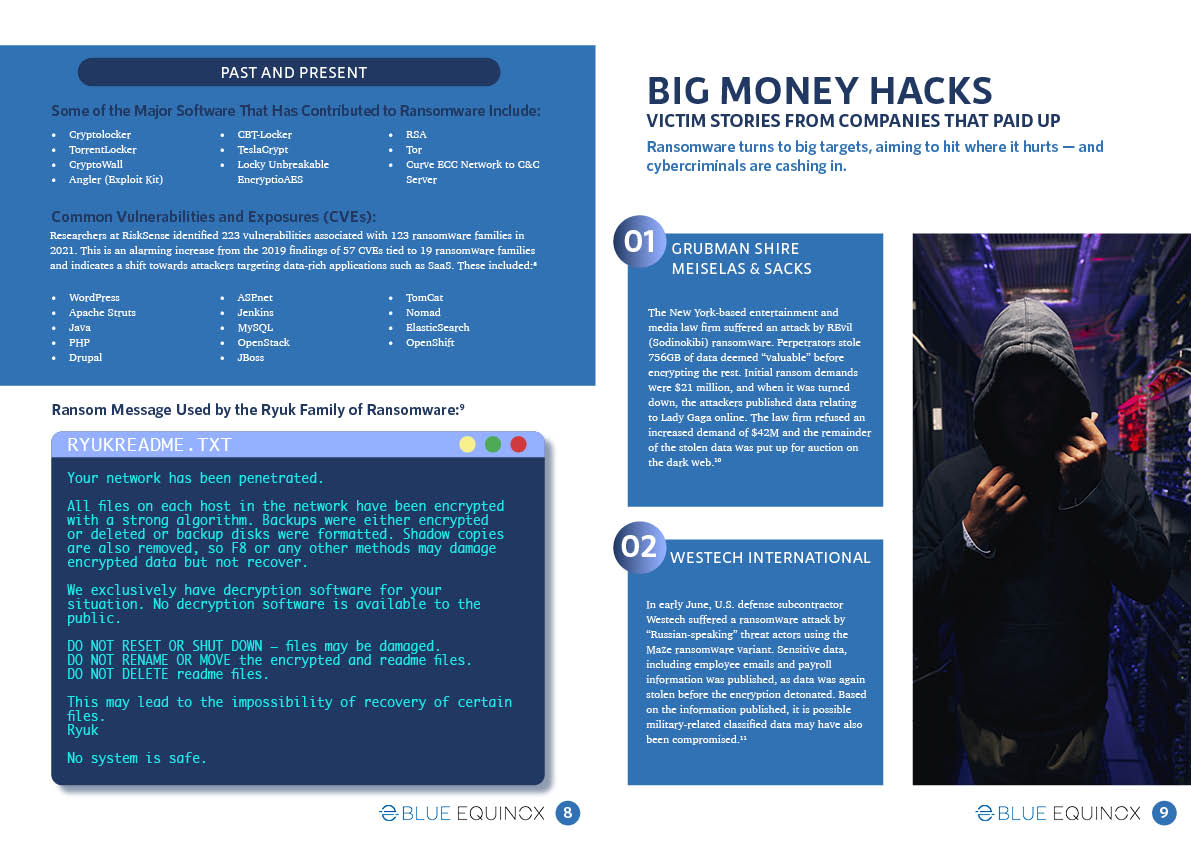 PAST AND PRESENT
Some of the Major Software That Has Contributed to Ransomware Include:
• Cryptolocker
• TorrentLocker
• CryptoWall
• Angler (Exploit Kit)
• CBT-Locker
• TeslaCrypt
• Locky Unbreakable
EncryptioAES
• RSA
• Tor
• Curve ECC Network to C&C
Server
Common Vulnerabilities and Exposures (CVEs):
Researchers at RiskSense identified 223 vulnerabilities associated with 123 ransomware families in
2021. This is an alarming increase from the 2019 findings of 57 CVEs tied to 19 ransomware families
and indicates a shift towards attackers targeting data-rich applications such as SaaS. These included:⁸
• WordPress
• Apache Struts
• Java
• PHP
• Drupal
• ASPnet
• Jenkins
• MySQL
• OpenStack
• JBoss
• TomCat
• Nomad
• ElasticSearch
• OpenShift
Ransom Message Used by the Ryuk Family of Ransomware:⁹
RYUKREADME.TXT
Your network has been penetrated.
All files on each host in the network have been encrypted
with a strong algorithm. Backups were either encrypted
or deleted or backup disks were formatted. Shadow copies
are also removed, so F8 or any other methods may damage
encrypted data but not recover.
We exclusively have decryption software for your
situation. No decryption software is available to the
public.
DO NOT RESET OR SHUT DOWN – files may be damaged.
DO NOT RENAME OR MOVE the encrypted and readme files.
DO NOT DELETE readme files.
This may lead to the impossibility of recovery of certain
files.
Ryuk
No system is safe.
BLUE EQUINOX 8
BIG MONEY HACKS
VICTIM STORIES FROM COMPANIES THAT PAID UP
Ransomware turns to big targets, aiming to hit where it hurts — and
cybercriminals are cashing in.
01
GRUBMAN SHIRE
MEISELAS & SACKS
The New York-based entertainment and
media law firm suffered an attack by REvil
(Sodinokibi) ransomware. Perpetrators stole
756GB of data deemed “valuable” before
encrypting the rest. Initial ransom demands
were $21 million, and when it was turned
down, the attackers published data relating
to Lady Gaga online. The law firm refused an
increased demand of $42M and the remainder
of the stolen data was put up for auction on
the dark web.¹⁰
02
WESTECH INTERNATIONAL
In early June, U.S. defense subcontractor
Westech suffered a ransomware attack by
“Russian-speaking” threat actors using the
Maze ransomware variant. Sensitive data,
including employee emails and payroll
information was published, as data was again
stolen before the encryption detonated. Based
on the information published, it is possible
military-related classified data may have also
been compromised.¹¹
BLUE EQUINOX 9